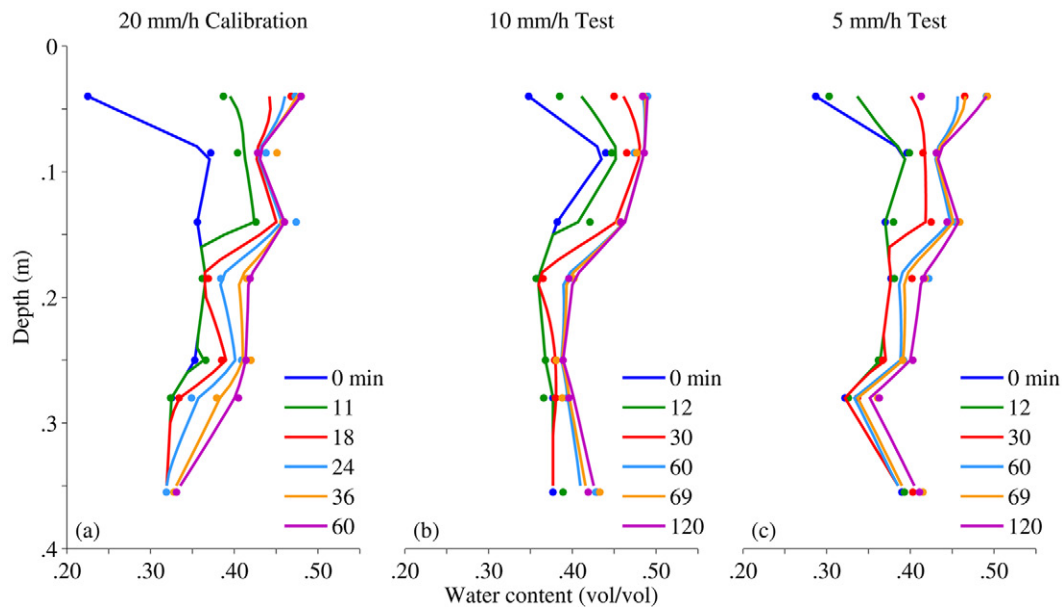 20 mm/h Calibration
10 mm/h Test
5 mm/h Test
0
.1
.2
.3
.4
Depth (m)
0 min
11
18
24
36
60
(a)
0 min
12
30
60
69
120
(b)
0 min
12
30
60
69
120
(c)
.20 .30 .40 .50
.20 .30 .40 .50
.20 .30 .40 .50
Water content (vol/vol)